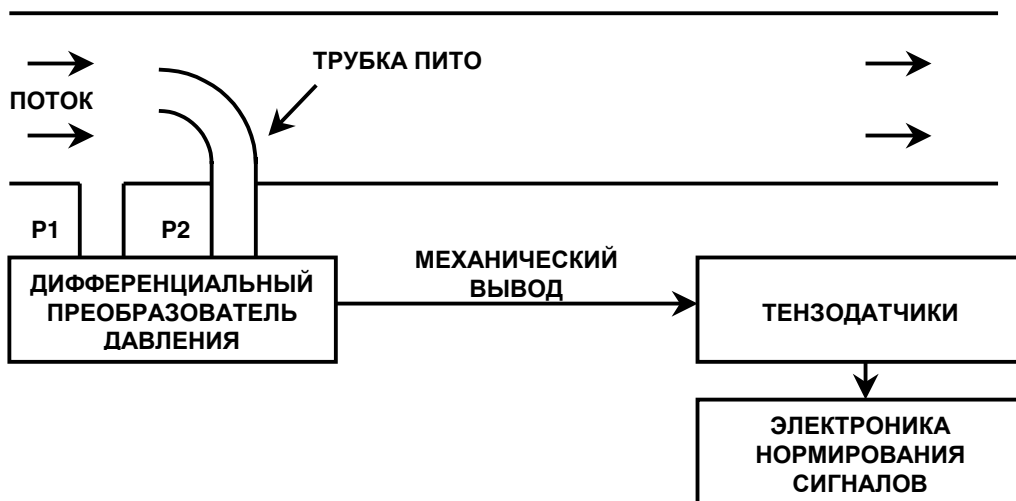 ТРУБКА ПИТО
ПОТОК
P1
P2
ДИФФЕРЕНЦИАЛЬНЫЙ
ПРЕОБРАЗОВАТЕЛЬ
ДАВЛЕНИЯ
МЕХАНИЧЕСКИЙ
ВЫВОД
ТЕНЗОДАТЧИКИ
ЭЛЕКТРОНИКА
НОРМИРОВАНИЯ
СИГНАЛОВ